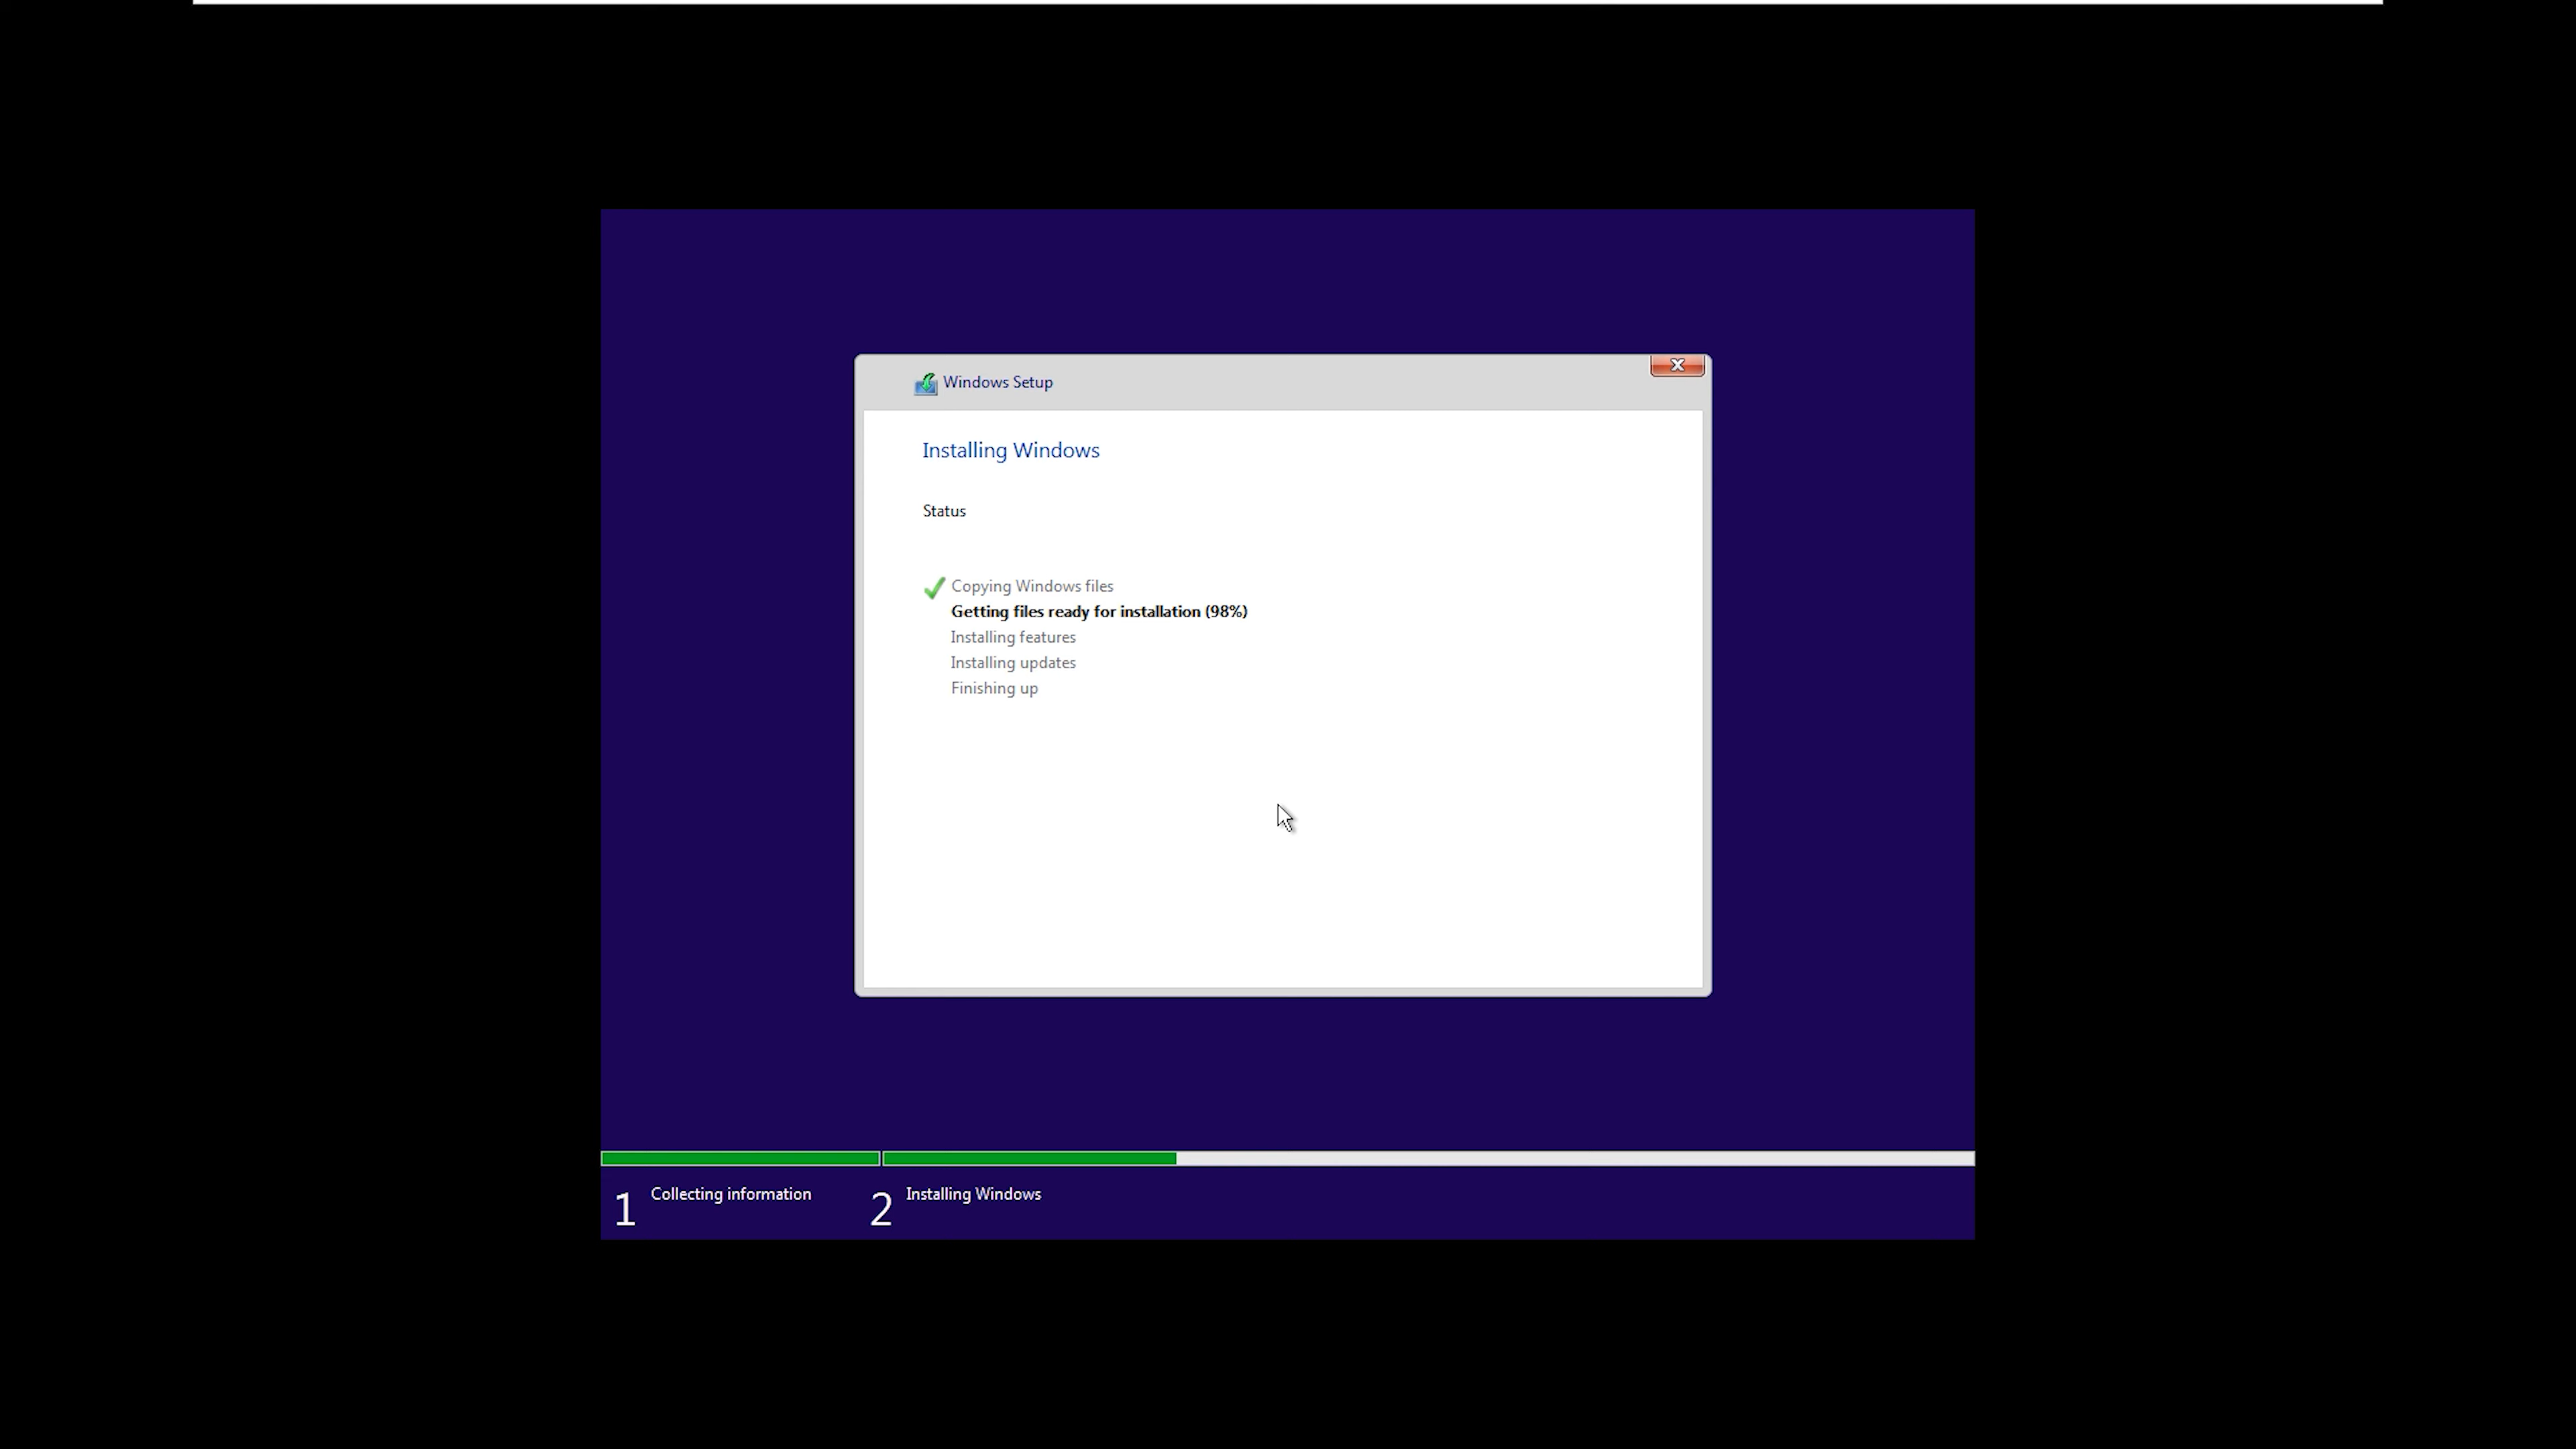 Windows Setup
Installing Windows
Status
Copying Windows files
Getting files ready for installation (98%)
Installing features
Installing updates
Finishing up
1 Collecting information
2 Installing Windows